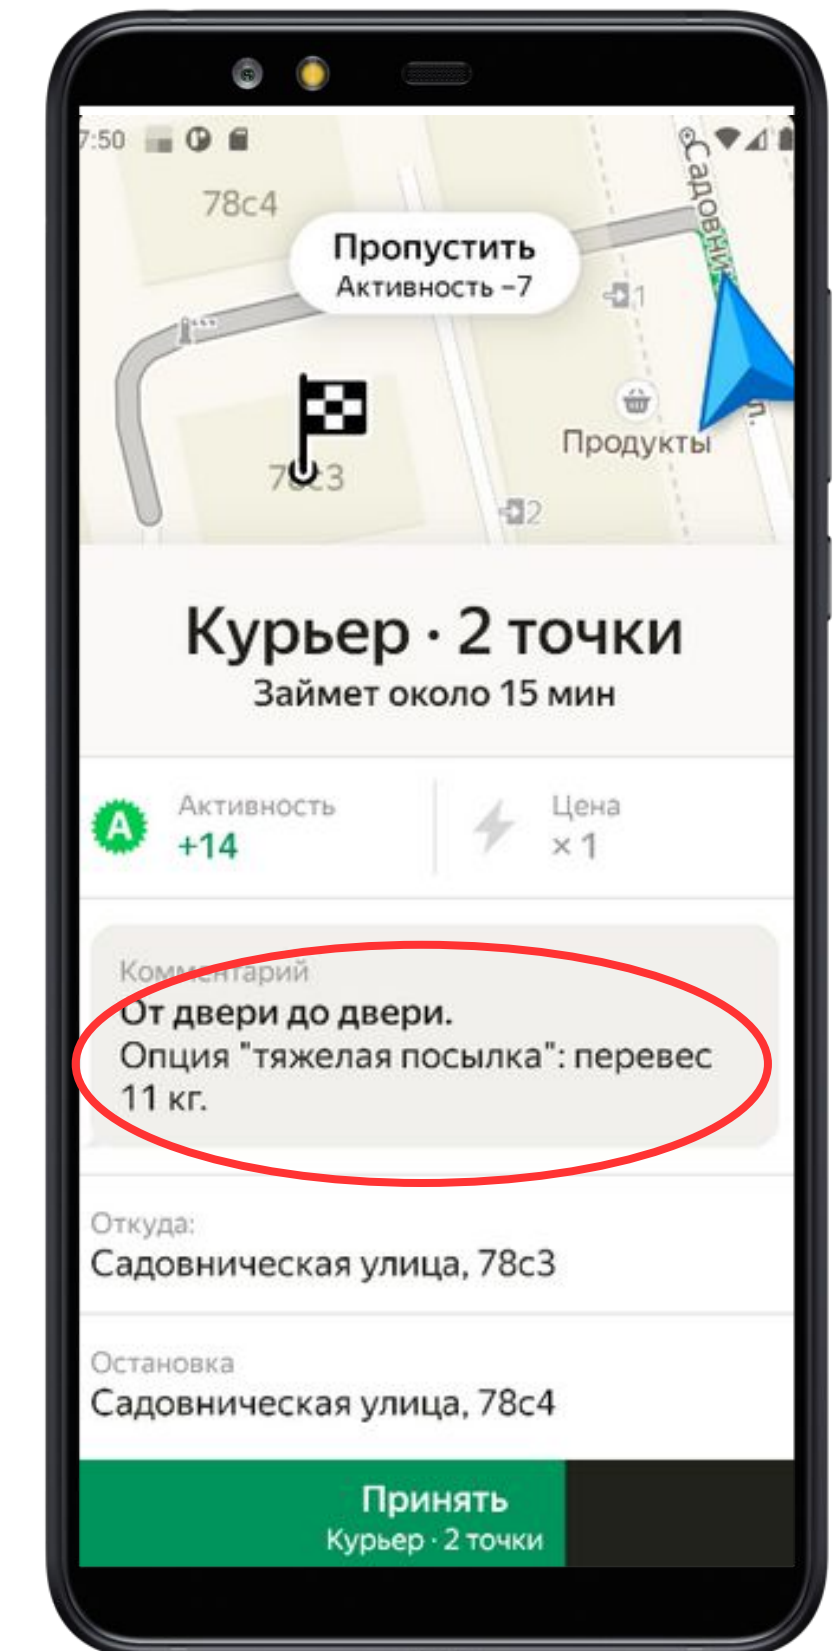 7:50
78с4
Садовни
Пропустить
Активность −7
1
78с3
Продукты
л.
2
Курьер · 2 точки
Займет около 15 мин
А
Активность
+14
Цена
× 1
Комментарий
От двери до двери.
Опция "тяжелая посылка": перевес
11 кг.
Откуда:
Садовническая улица, 78с3
Остановка
Садовническая улица, 78с4
Принять
Курьер · 2 точки